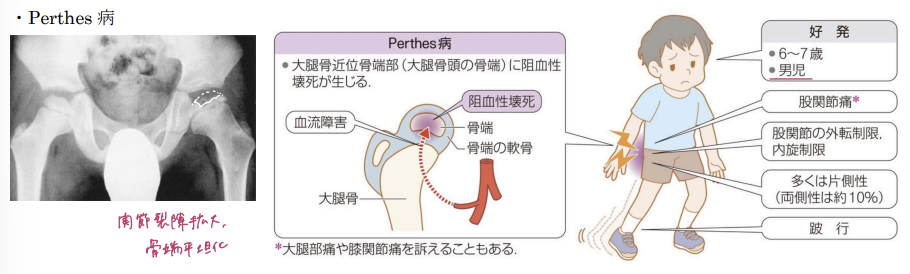 ・Perthes 病
関節裂隙拡大,
骨端平坦化
Perthes病
●大腿骨近位骨端部(大腿骨頭の骨端)に阻血性
壊死が生じる.
阻血性壊死
血流障害
骨端
骨端の軟骨
大腿骨
*大腿部痛や膝関節痛を訴えることもある.
好 発
●6〜7歳
●男児
股関節痛*
股関節の外転制限,
内旋制限
多くは片側性
(両側性は約10%)
跛 行